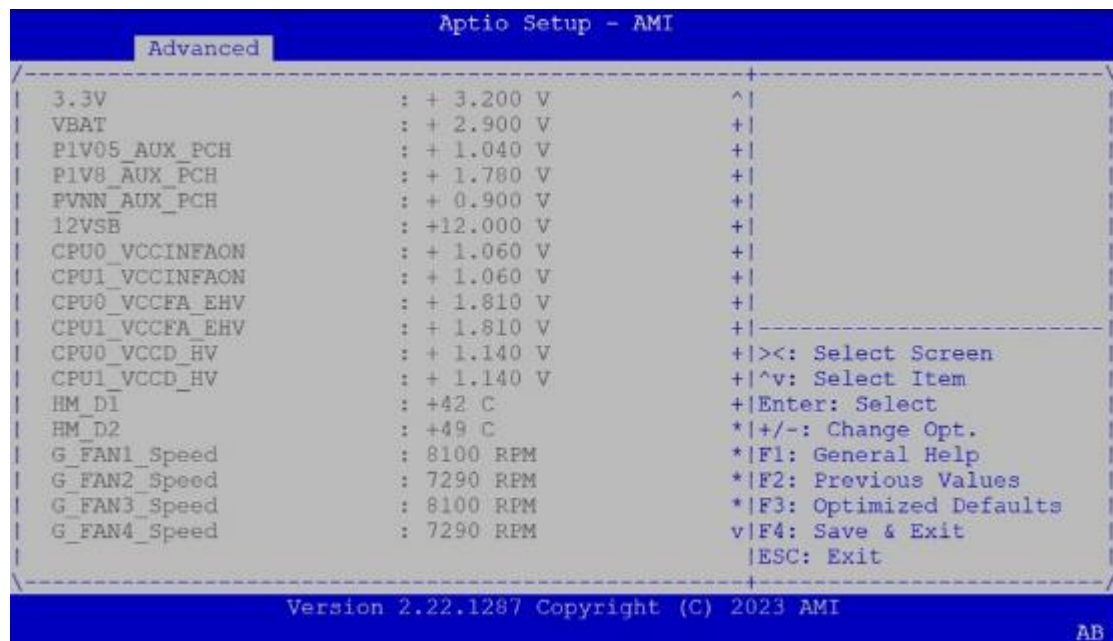 Aptio Setup - AMI
Advanced
/----------------------------------------------------+-------------------------\
| 3.3V : + 3.200 V ^|
| VBAT : + 2.900 V +|
| P1V05_AUX_PCH : + 1.040 V +|
| P1V8_AUX_PCH : + 1.780 V +|
| PVNN_AUX_PCH : + 0.900 V +|
| 12VSB : +12.000 V +|
| CPU0_VCCINFAON : + 1.060 V +|
| CPU1_VCCINFAON : + 1.060 V +|
| CPU0_VCCFA_EHV : + 1.810 V +|
| CPU1_VCCFA_EHV : + 1.810 V +|-------------------------|
| CPU0_VCCD_HV : + 1.140 V +|><: Select Screen |
| CPU1_VCCD_HV : + 1.140 V +|^v: Select Item |
| HM_D1 : +42 C +|Enter: Select |
| HM_D2 : +49 C *|+/-: Change Opt. |
| G_FAN1_Speed : 8100 RPM *|F1: General Help |
| G_FAN2_Speed : 7290 RPM *|F2: Previous Values |
| G_FAN3_Speed : 8100 RPM *|F3: Optimized Defaults |
| G_FAN4_Speed : 7290 RPM v|F4: Save & Exit |
| |ESC: Exit |
\----------------------------------------------------+-------------------------/
Version 2.22.1287 Copyright (C) 2023 AMI
AB